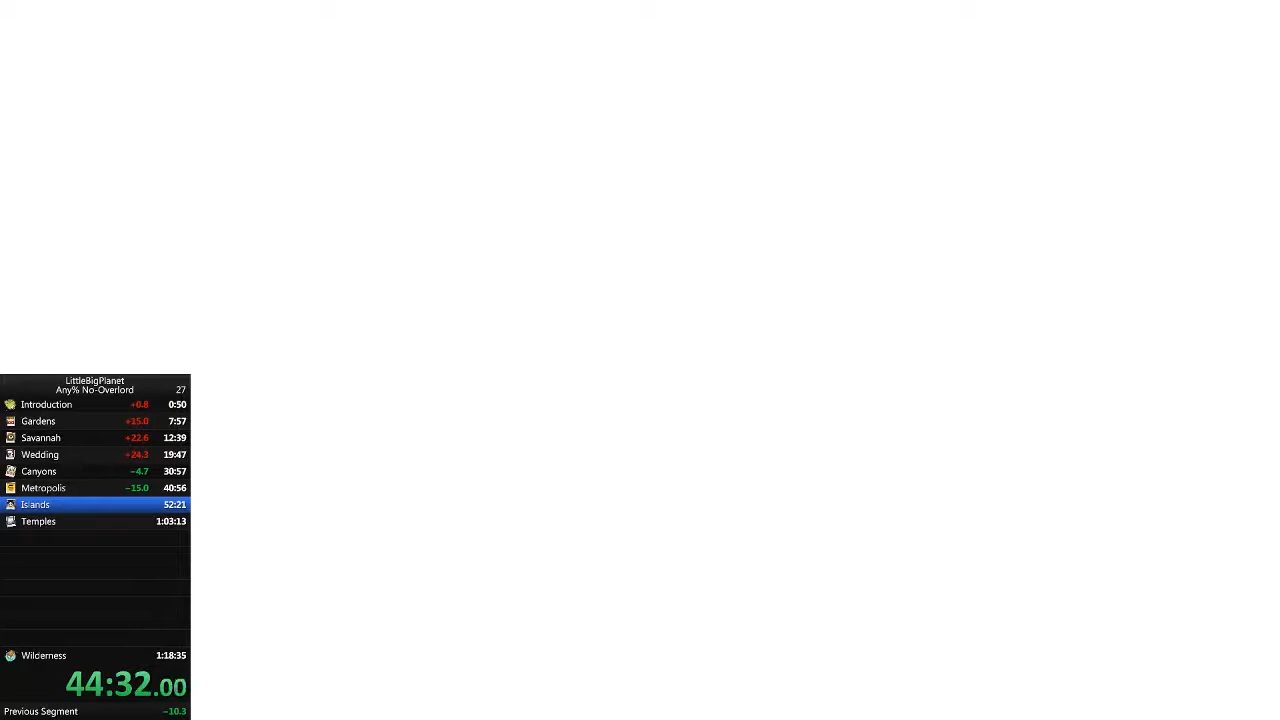 LittleBigPlanet
Any% No-Overlord 27
Introduction +0.8 0:50
Gardens +15.0 7:57
Savannah +22.6 12:39
Wedding +24.3 19:47
Canyons −4.7 30:57
Metropolis −15.0 40:56
Islands 52:21
Temples 1:03:13
Wilderness 1:18:35
44:32.00
Previous Segment −10.3